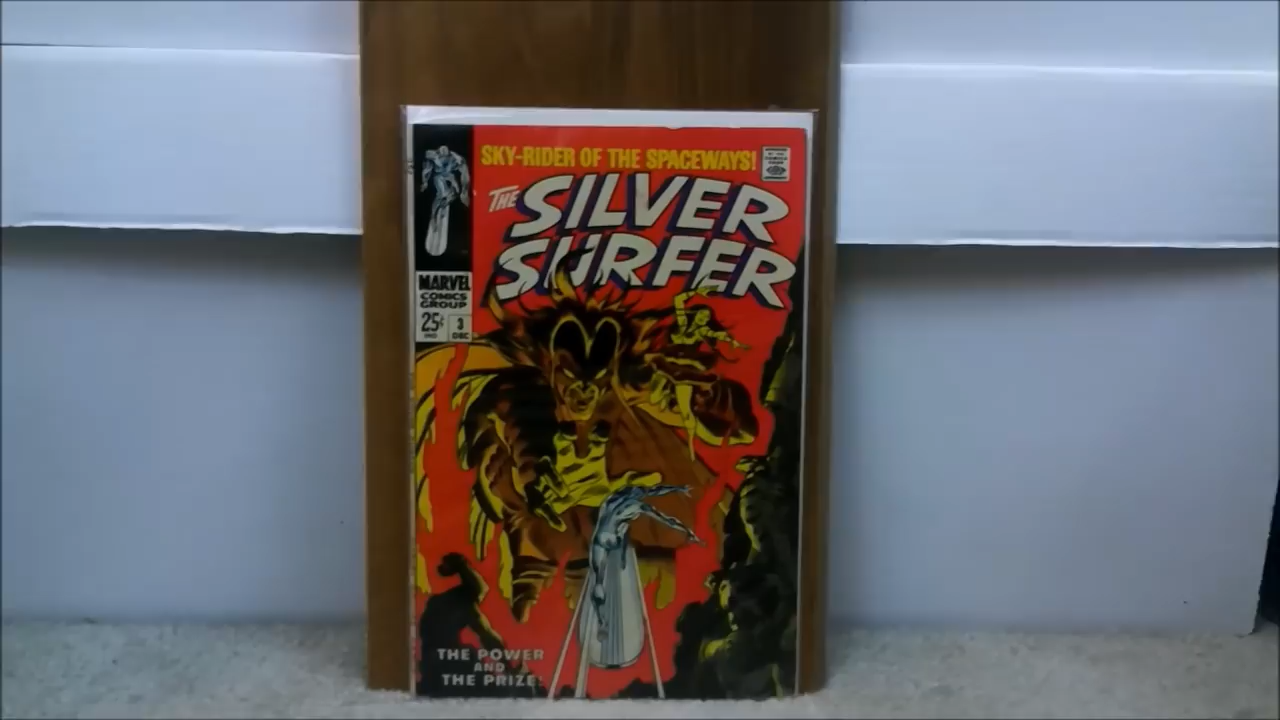 SKY-RIDER OF THE SPACEWAYS!
THE
SILVER
SURFER
MARVEL
COMICS
GROUP
25¢
IND
3
DEC
THE POWER
AND
THE PRIZE!